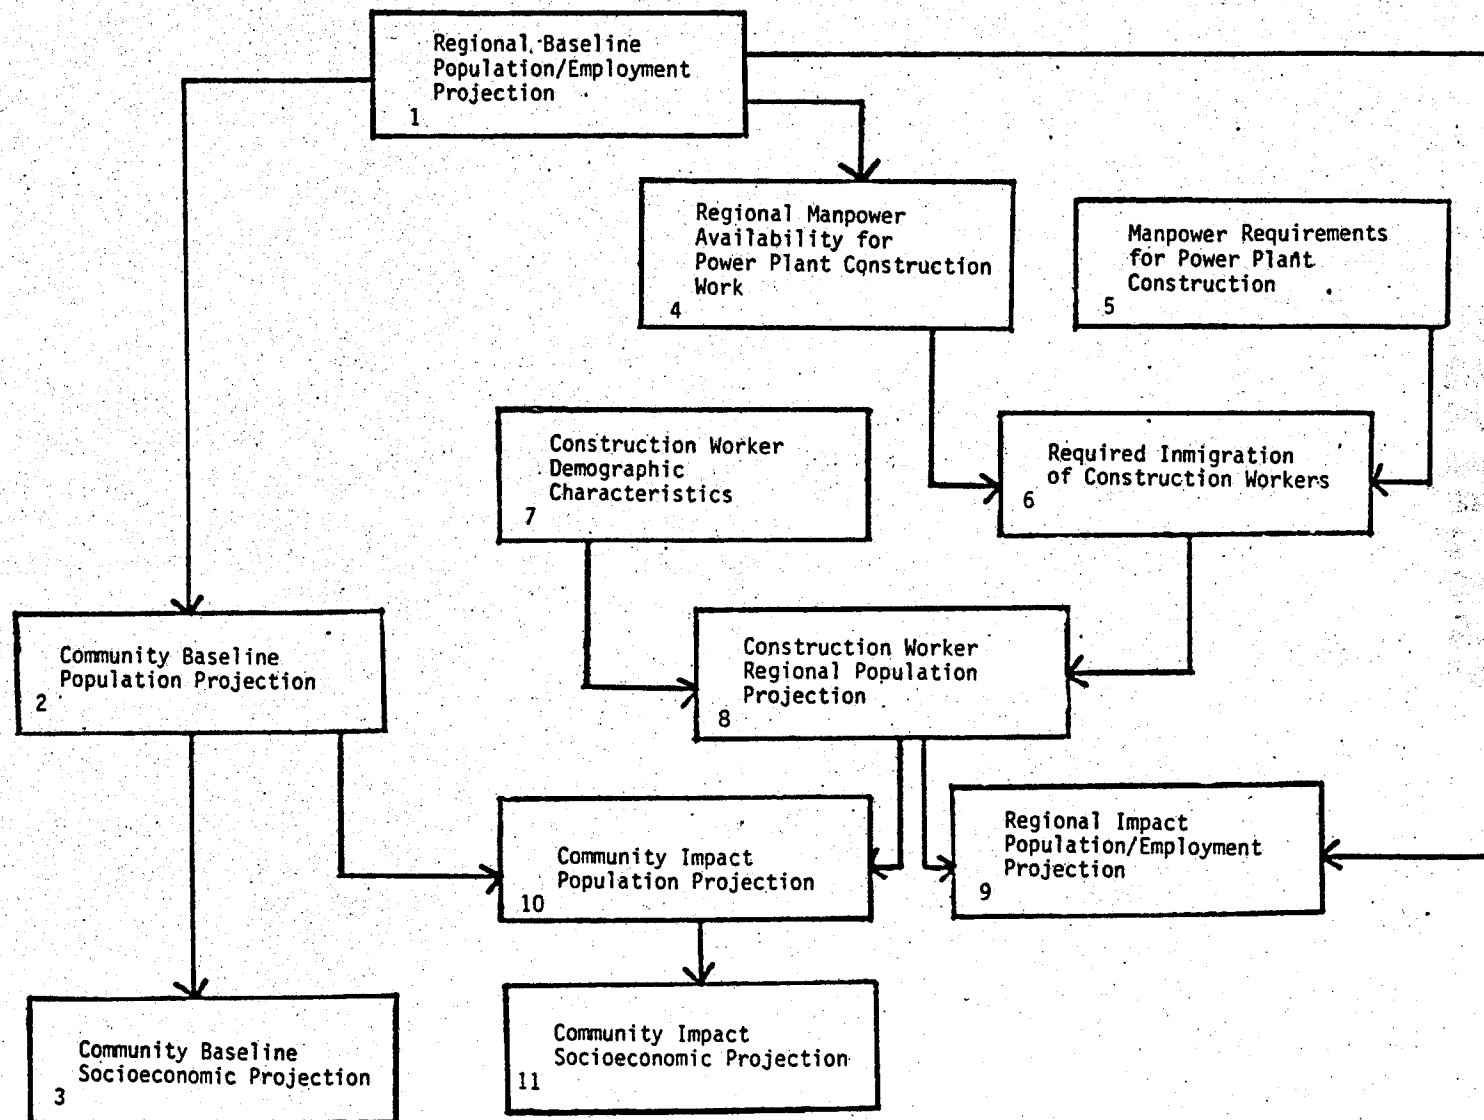 Regional Baseline
Population/Employment
Projection
1
Regional Manpower
Availability for
Power Plant Construction
Work
4
Manpower Requirements
for Power Plant
Construction
5
Construction Worker
Demographic
Characteristics
7
Required Inmigration
of Construction Workers
6
Community Baseline
Population Projection
2
Construction Worker
Regional Population
Projection
8
Community Impact
Population Projection
10
Regional Impact
Population/Employment
Projection
9
Community Baseline
Socioeconomic Projection
3
Community Impact
Socioeconomic Projection
11